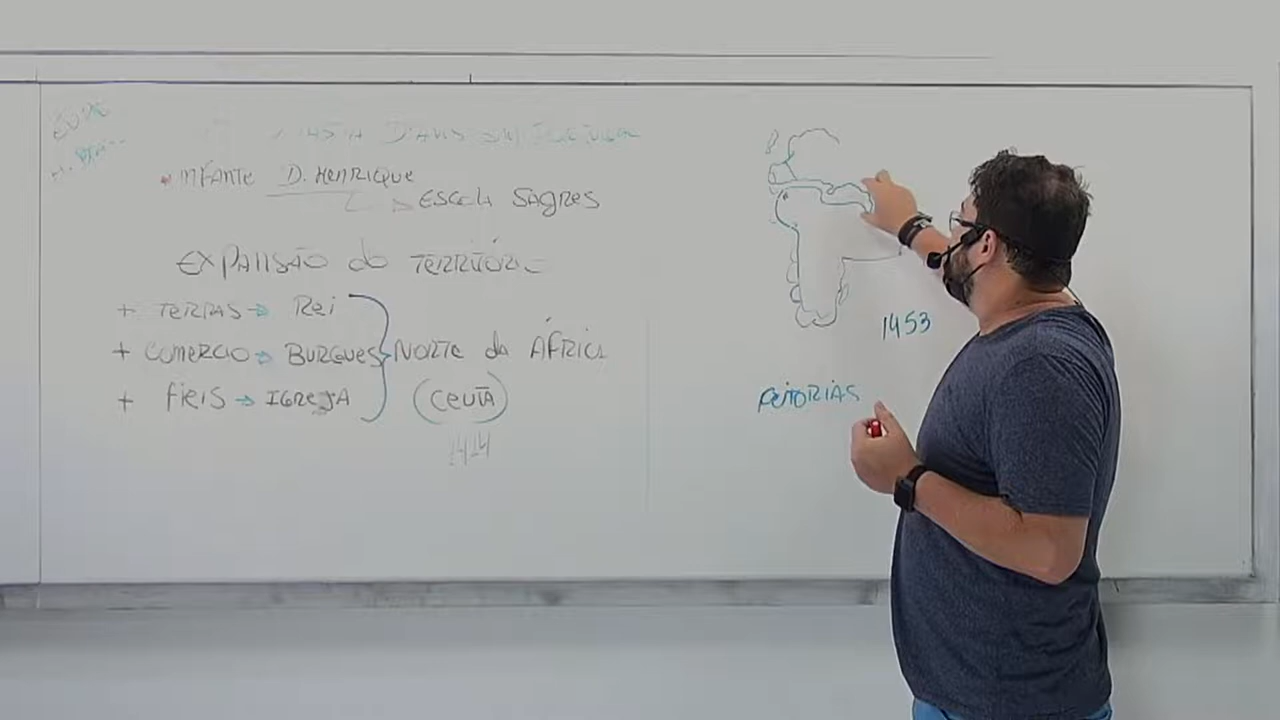 INFANTE D. HENRIQUE
ESCOLA SAGRES
EXPANSÃO do TERRITÓRIO
+ TERRAS → Rei
+ COMERCIO → BURGUES
+ FIEIS → IGREJA
NORTE da ÁFRICA
(CEUTA)
1414
1453
FEITORIAS